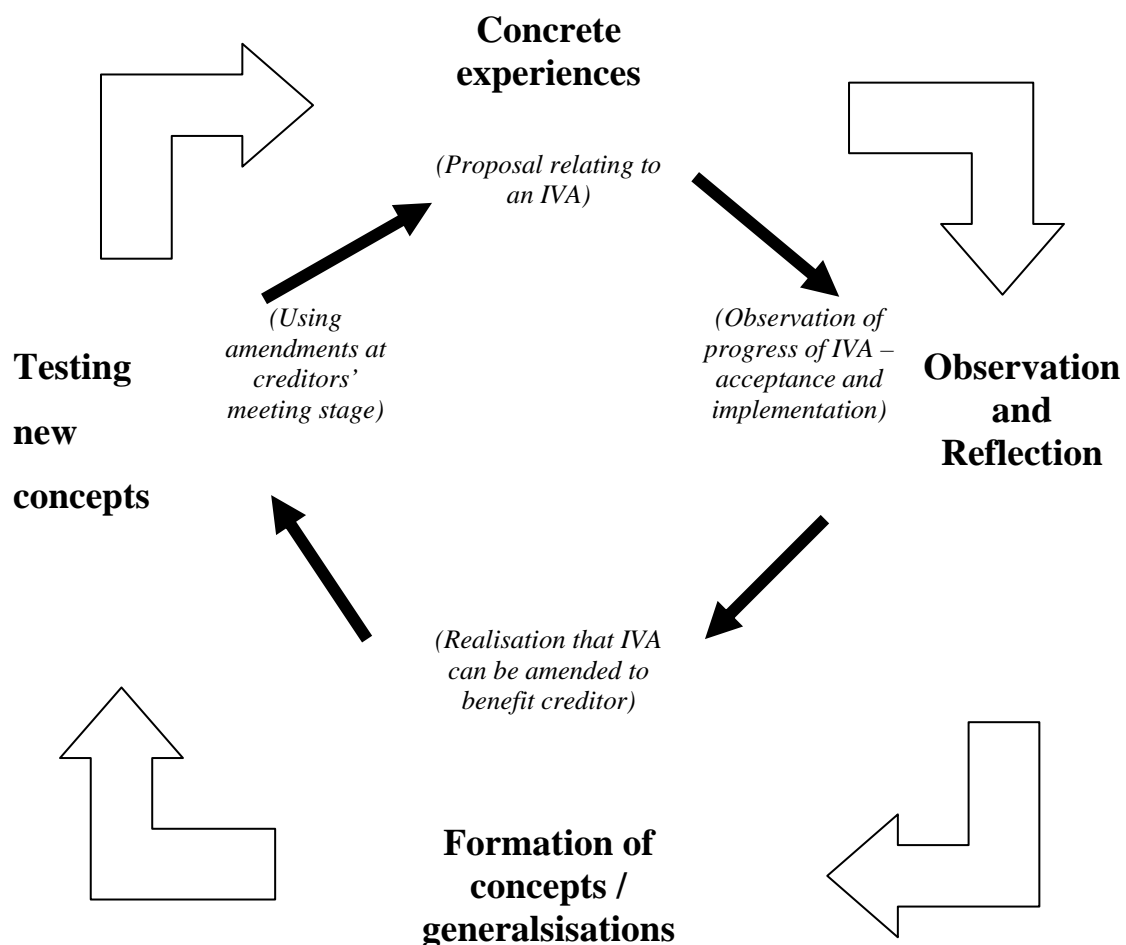 Concrete
experiences
(Proposal relating to
an IVA)
(Observation of
progress of IVA –
acceptance and
implementation)
Observation
and
Reflection
(Realisation that IVA
can be amended to
benefit creditor)
Formation of
concepts /
generalsisations
(Using
amendments at
creditors’
meeting stage)
Testing
new
concepts